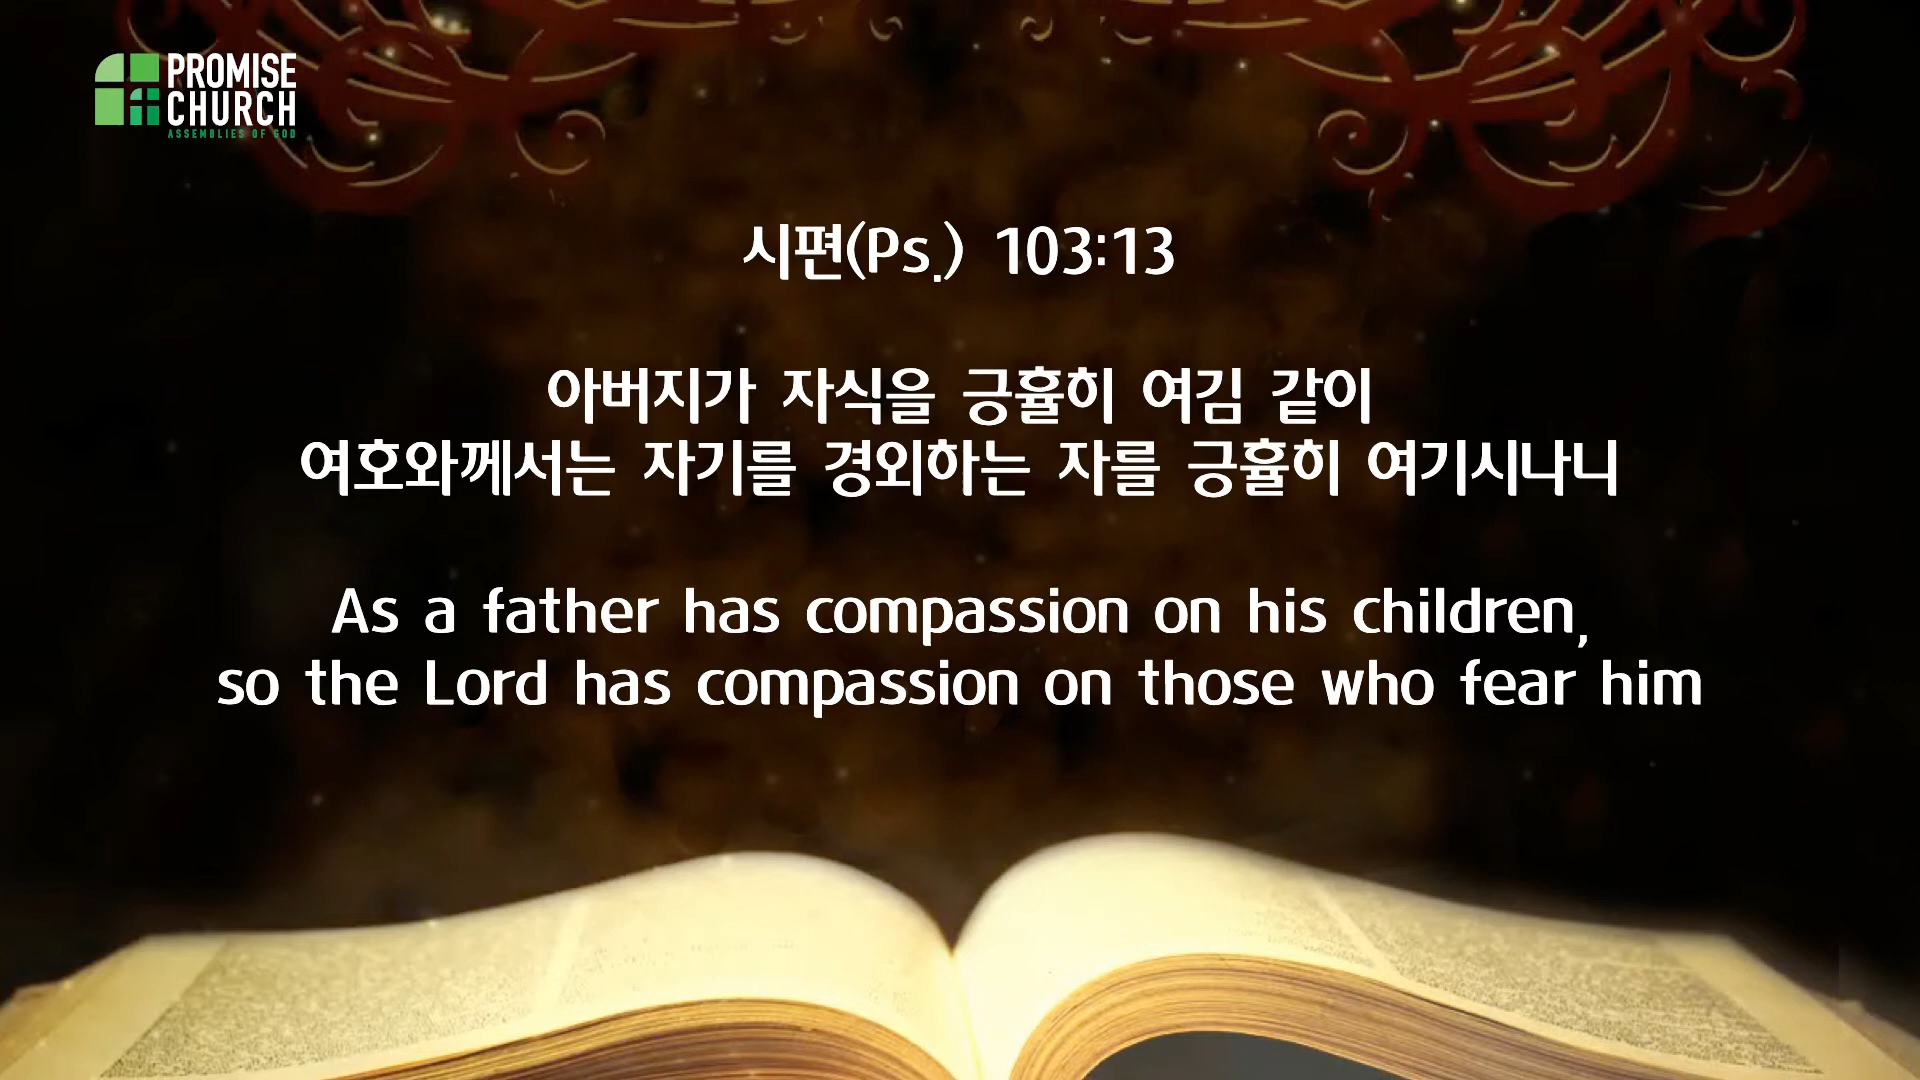 PROMISE
CHURCH
ASSEMBLIES OF GOD
시편(Ps.) 103:13
아버지가 자식을 긍휼히 여김 같이
여호와께서는 자기를 경외하는 자를 긍휼히 여기시나니
As a father has compassion on his children,
so the Lord has compassion on those who fear him